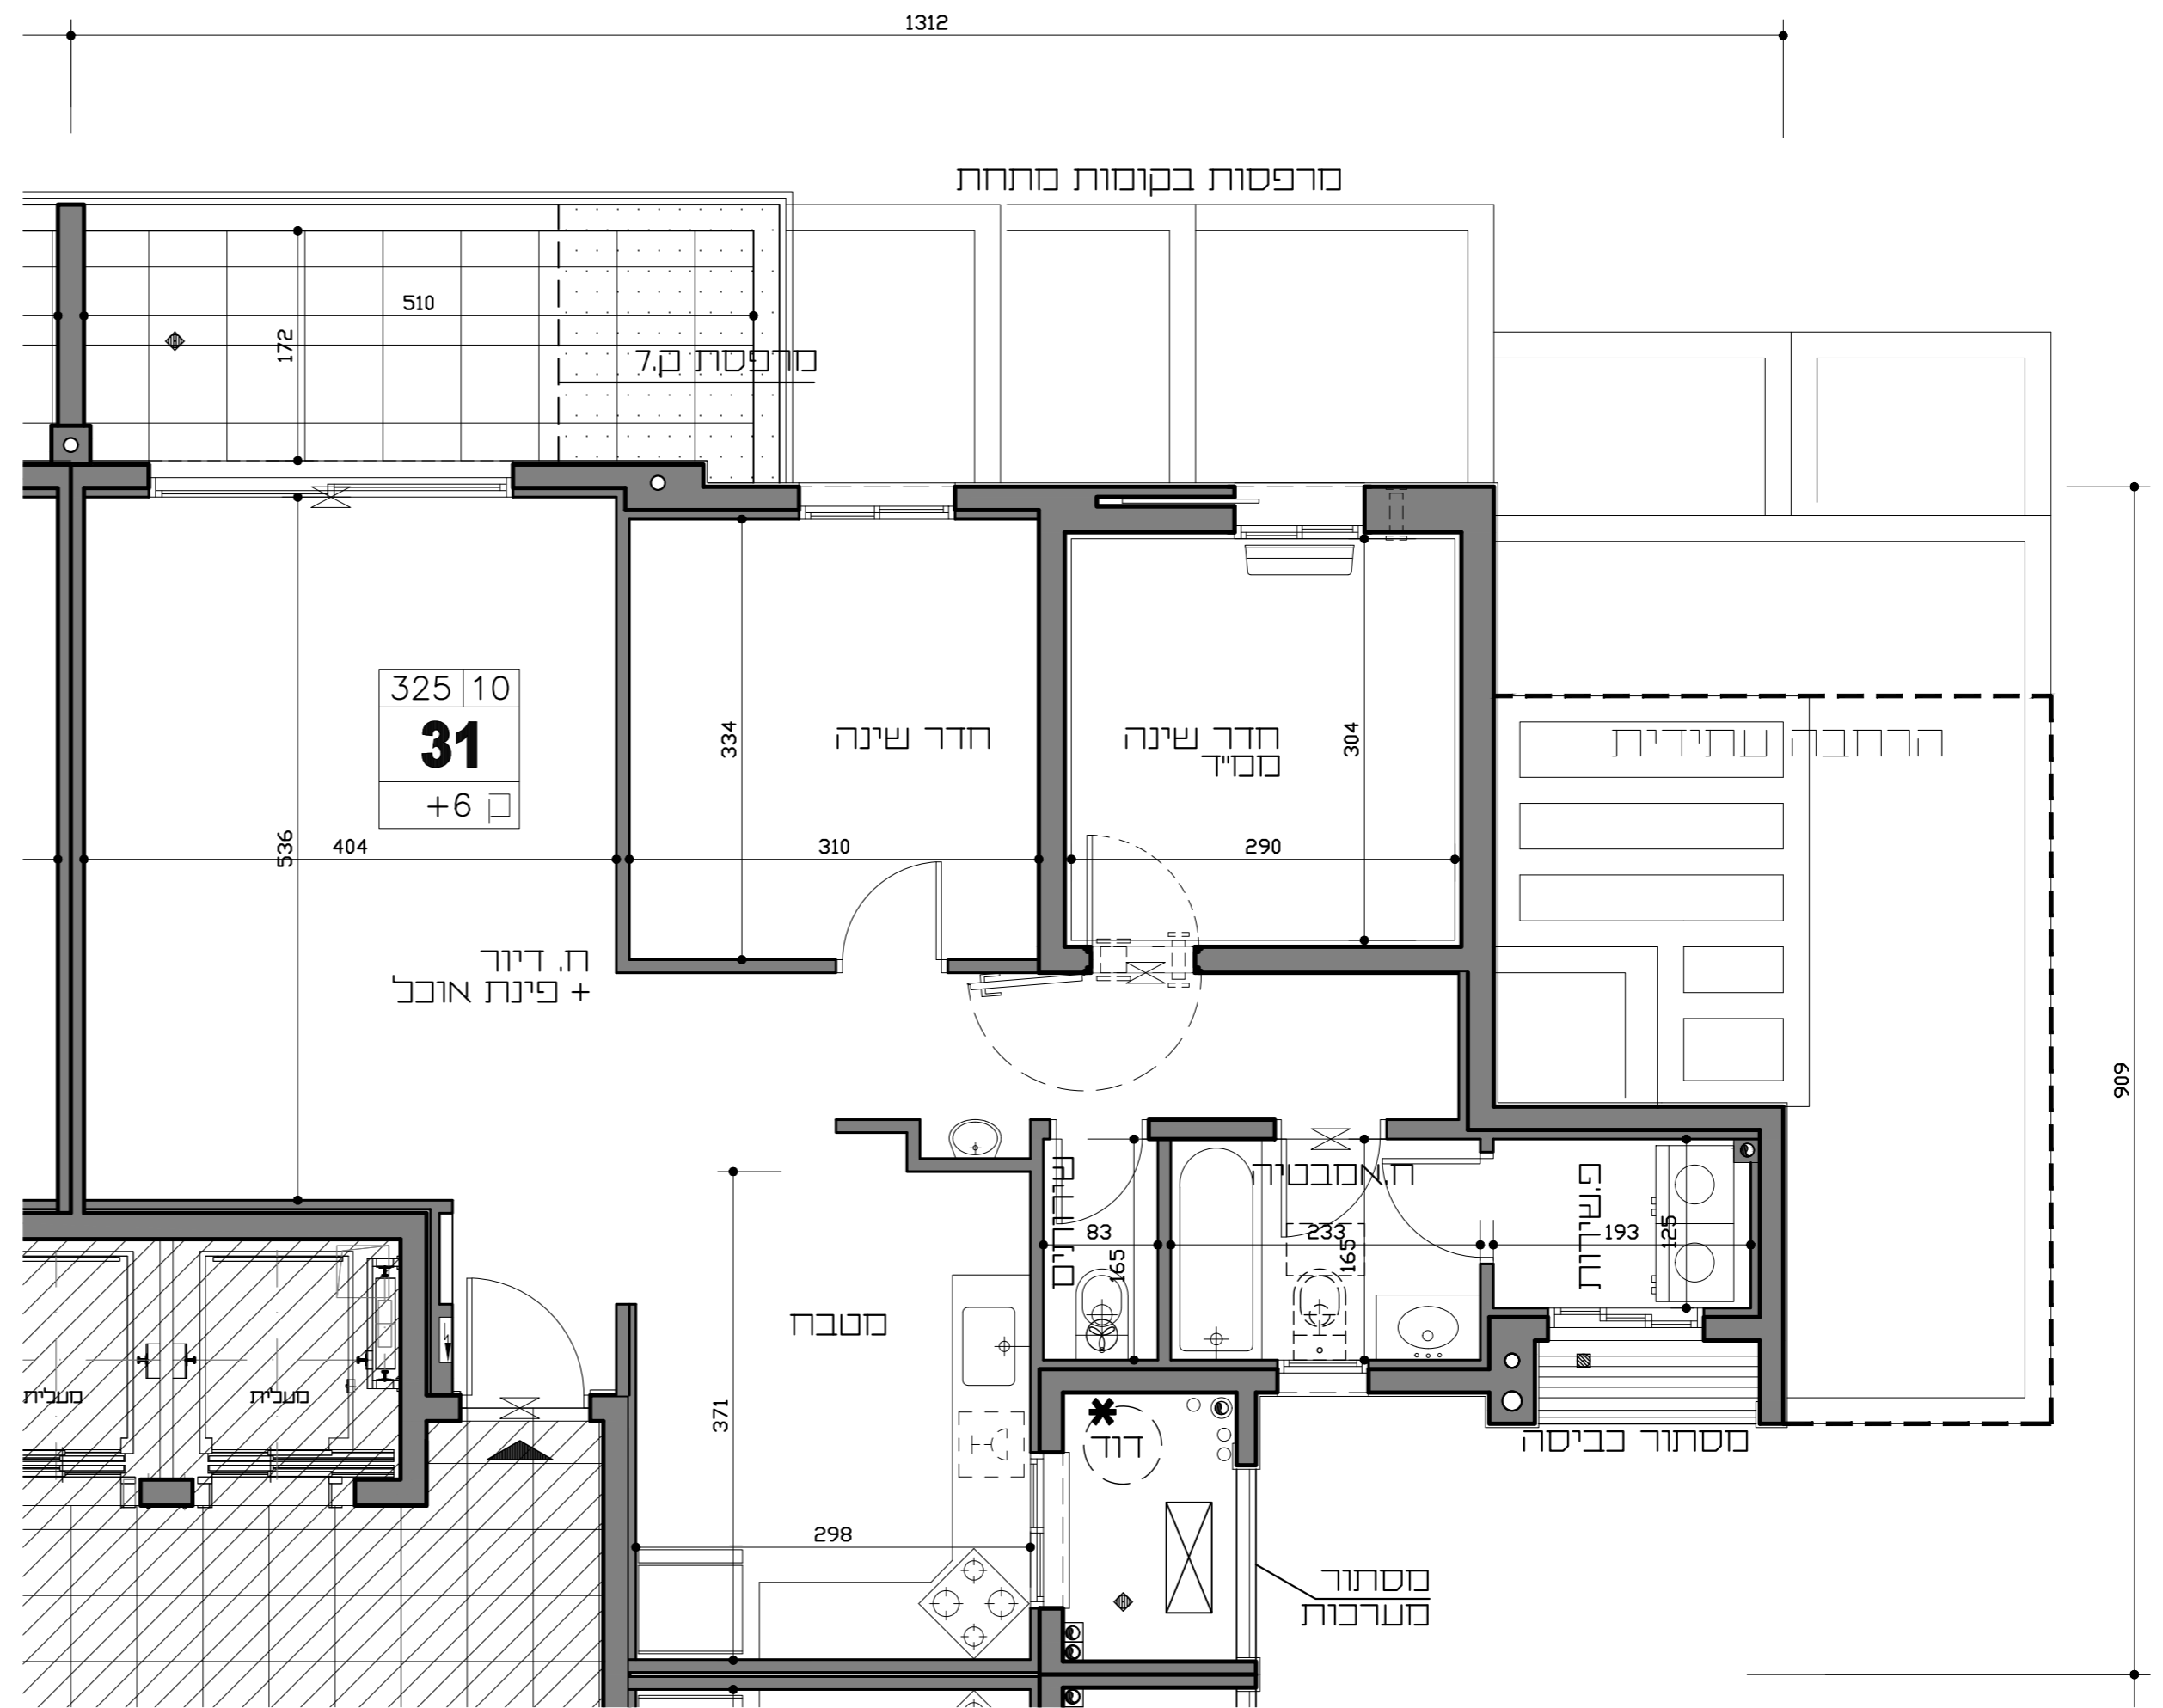 1312
מרפסות בקומות מתחת
510
172
מרפסת ק.7
325 10
31
ק 6+
334
חדר שינה
חדר שינה
ממ"ד
304
הרחבה עתידית
536
404
310
290
ח. דיור
+ פינת אוכל
909
שירותים
ח.אמבטיה
פ.שירות
83
165
233
165
193
125
מטבח
מעלית
מעלית
דוד
מסתור כביסה
371
298
מסתור
מערכות